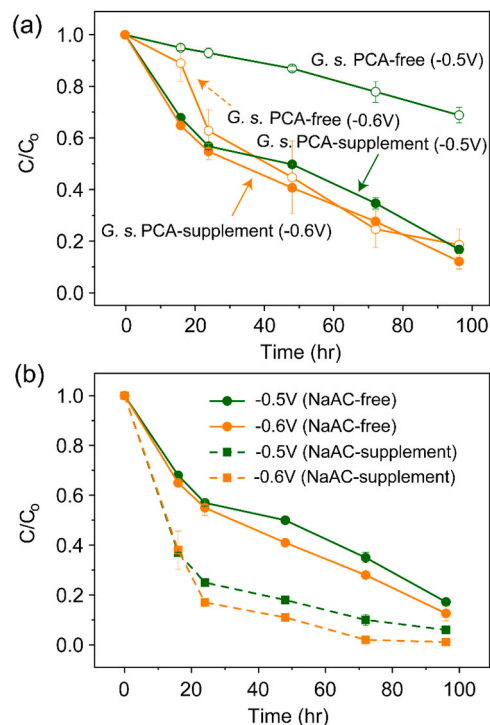 (a)
1.0
0.8
0.6
0.4
0.2
0.0
C/C₀
G. s. PCA-free (-0.5V)
G. s. PCA-free (-0.6V)
G. s. PCA-supplement (-0.5V)
G. s. PCA-supplement (-0.6V)
0 20 40 60 80 100
Time (hr)
(b)
1.0
0.8
0.6
0.4
0.2
0.0
C/C₀
-0.5V (NaAC-free)
-0.6V (NaAC-free)
-0.5V (NaAC-supplement)
-0.6V (NaAC-supplement)
0 20 40 60 80 100
Time (hr)